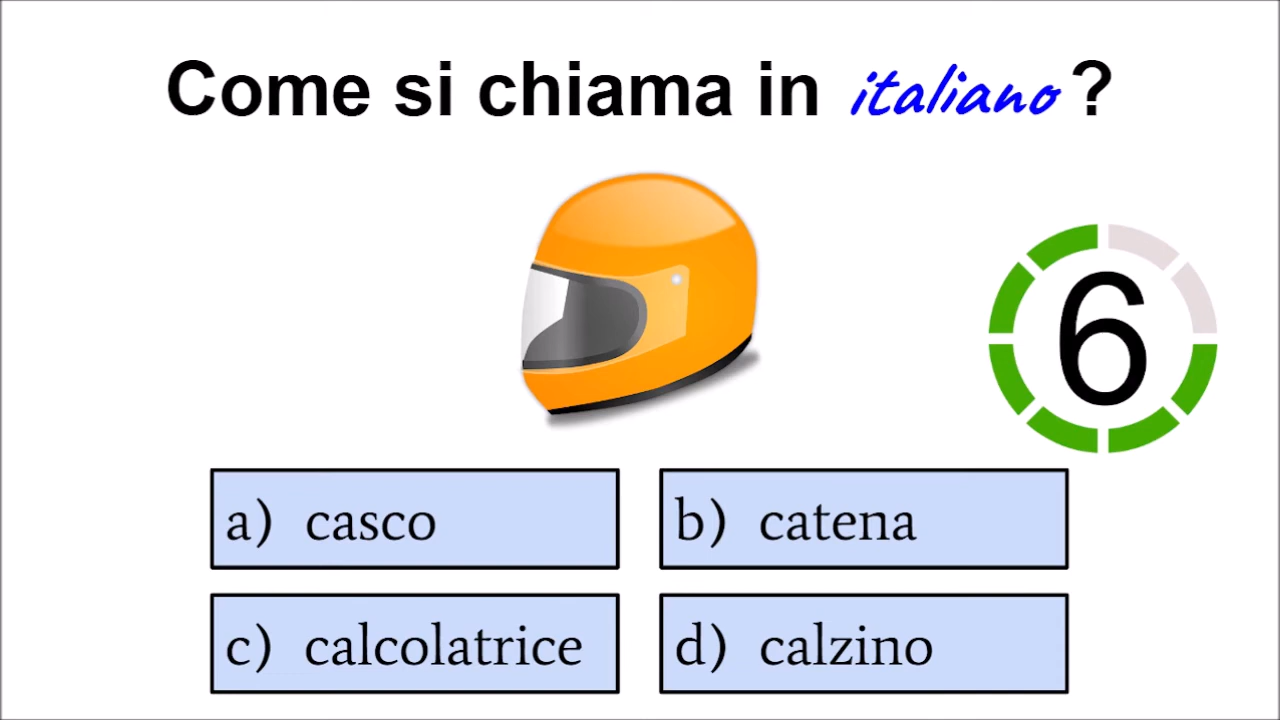 Come si chiama in italiano ?
6
a) casco
b) catena
c) calcolatrice
d) calzino